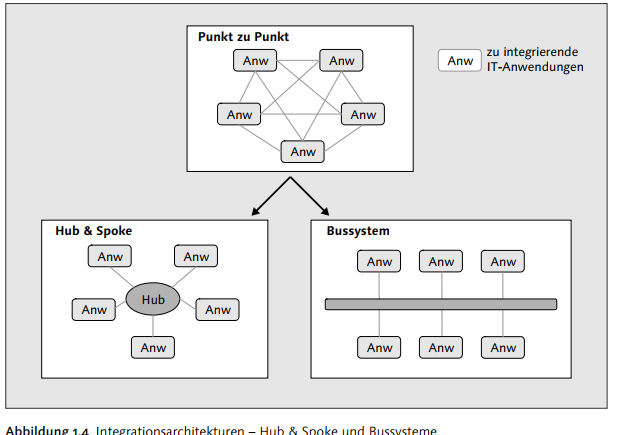 Punkt zu Punkt
Anw
Anw
Anw
Anw
Anw
Anw
zu integrierende
IT-Anwendungen
Hub & Spoke
Anw
Anw
Hub
Anw
Anw
Anw
Bussystem
Anw
Anw
Anw
Anw
Anw
Anw
Abbildung 1.4 Integrationsarchitekturen – Hub & Spoke und Bussysteme